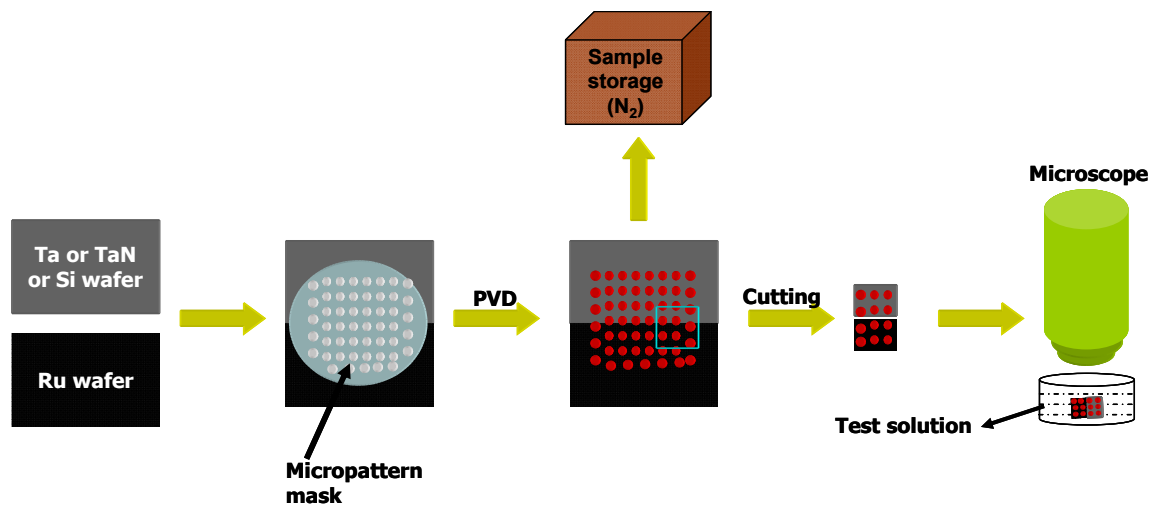 Sample
storage
(N₂)
Microscope
Ta or TaN
or Si wafer
PVD
Cutting
Ru wafer
Test solution
Micropattern
mask